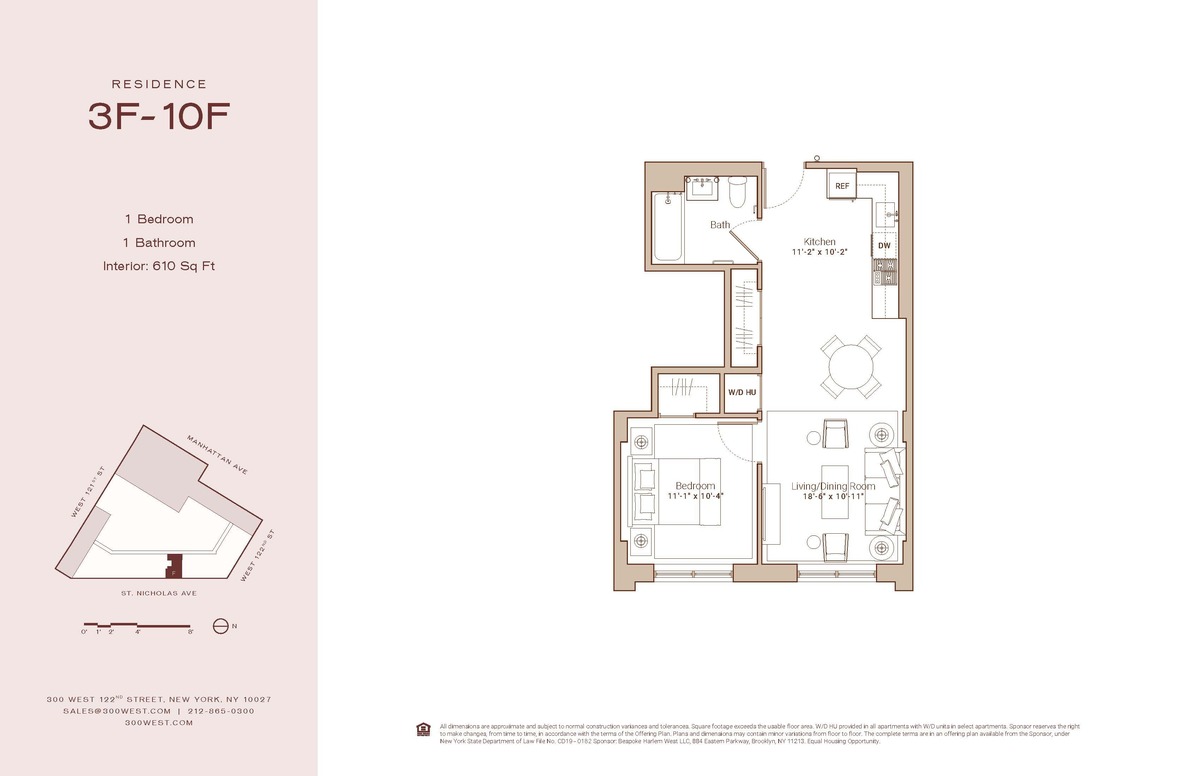 RESIDENCE
3F-10F
1 Bedroom
1 Bathroom
Interior: 610 Sq Ft
MANHATTAN AVE
WEST 121ST ST
WEST 122ND ST
F
ST. NICHOLAS AVE
0' 1' 2' 4' 8'
N
300 WEST 122ND STREET, NEW YORK, NY 10027
SALES@300WEST.COM | 212-865-0300
300WEST.COM
REF
Bath
Kitchen
11'-2" x 10'-2"
DW
W/D HU
Bedroom
11'-1" x 10'-4"
Living/Dining Room
18'-6" x 10'-11"
All dimensions are approximate and subject to normal construction variances and tolerances. Square footage exceeds the usable floor area. W/D HU provided in all apartments with W/D units in select apartments. Sponsor reserves the right
to make changes, from time to time, in accordance with the terms of the Offering Plan. Plans and dimensions may contain minor variations from floor to floor. The complete terms are in an offering plan available from the Sponsor, under
New York State Department of Law File No. CD19-0182 Sponsor: Bespoke Harlem West LLC, 884 Eastern Parkway, Brooklyn, NY 11213. Equal Housing Opportunity.